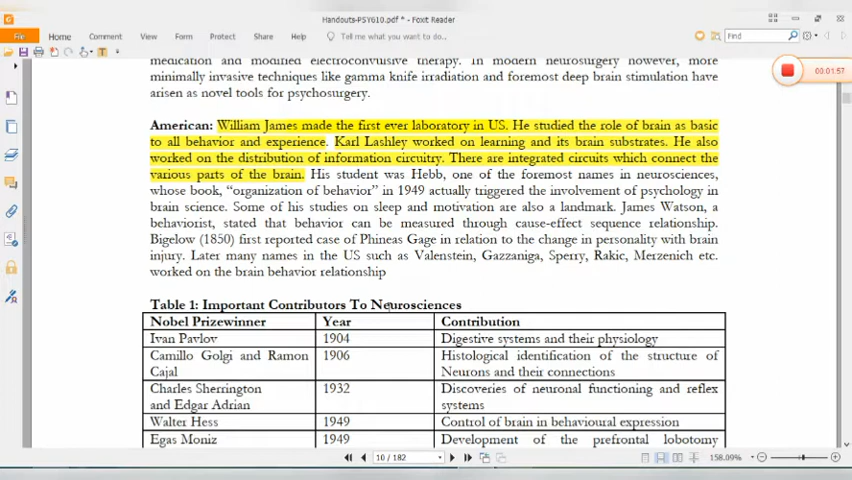 Handouts-PSY610.pdf * - Foxit Reader
File Home Comment View Form Protect Share Help Tell me what you want to do... Find
00:01:57
medication and modified electroconvulsive therapy. In modern neurosurgery however, more
minimally invasive techniques like gamma knife irradiation and foremost deep brain stimulation have
arisen as novel tools for psychosurgery.
American: William James made the first ever laboratory in US. He studied the role of brain as basic
to all behavior and experience. Karl Lashley worked on learning and its brain substrates. He also
worked on the distribution of information circuitry. There are integrated circuits which connect the
various parts of the brain. His student was Hebb, one of the foremost names in neurosciences,
whose book, “organization of behavior” in 1949 actually triggered the involvement of psychology in
brain science. Some of his studies on sleep and motivation are also a landmark. James Watson, a
behaviorist, stated that behavior can be measured through cause-effect sequence relationship.
Bigelow (1850) first reported case of Phineas Gage in relation to the change in personality with brain
injury. Later many names in the US such as Valenstein, Gazzaniga, Sperry, Rakic, Merzenich etc.
worked on the brain behavior relationship
Table 1: Important Contributors To Neurosciences
Nobel Prizewinner Year Contribution
Ivan Pavlov 1904 Digestive systems and their physiology
Camillo Golgi and Ramon 1906 Histological identification of the structure of
Cajal Neurons and their connections
Charles Sherrington 1932 Discoveries of neuronal functioning and reflex
and Edgar Adrian systems
Walter Hess 1949 Control of brain in behavioural expression
Egas Moniz 1949 Development of the prefrontal lobotomy
10 / 182 158.09%